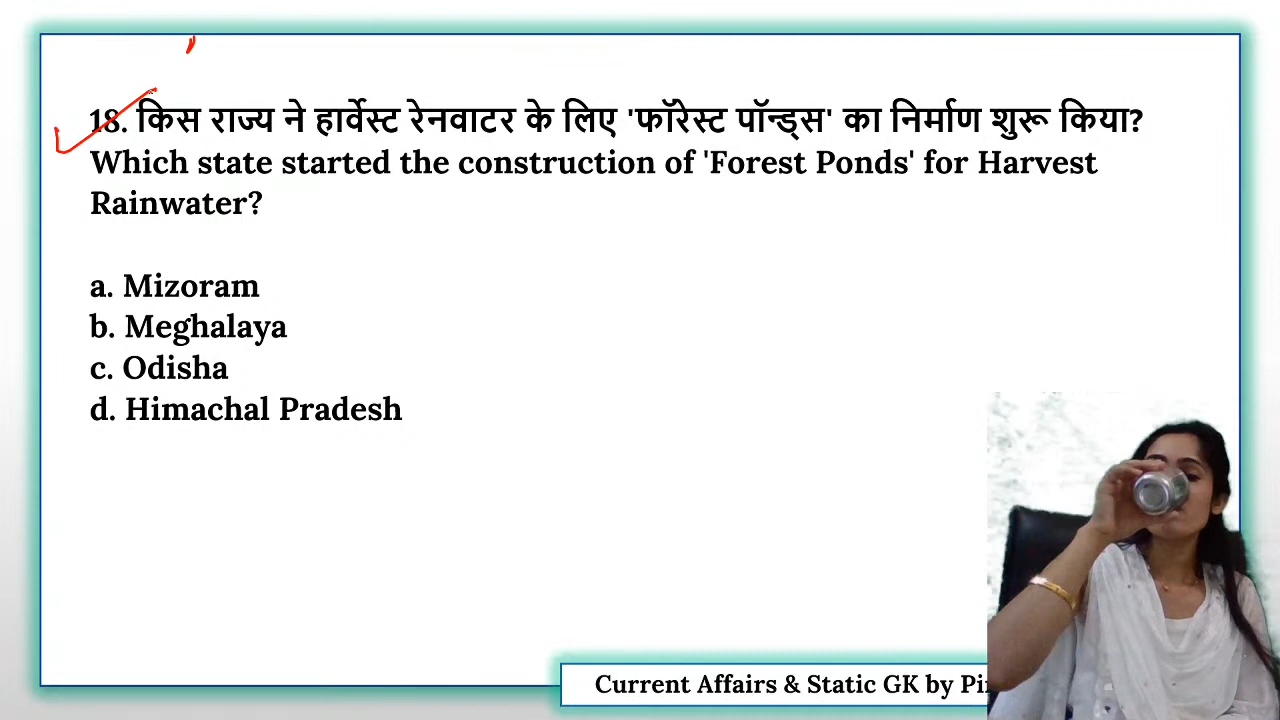 18. किस राज्य ने हार्वेस्ट रेनवाटर के लिए 'फॉरेस्ट पॉन्ड्स' का निर्माण शुरू किया?
Which state started the construction of 'Forest Ponds' for Harvest
Rainwater?
a. Mizoram
b. Meghalaya
c. Odisha
d. Himachal Pradesh
Current Affairs & Static GK by